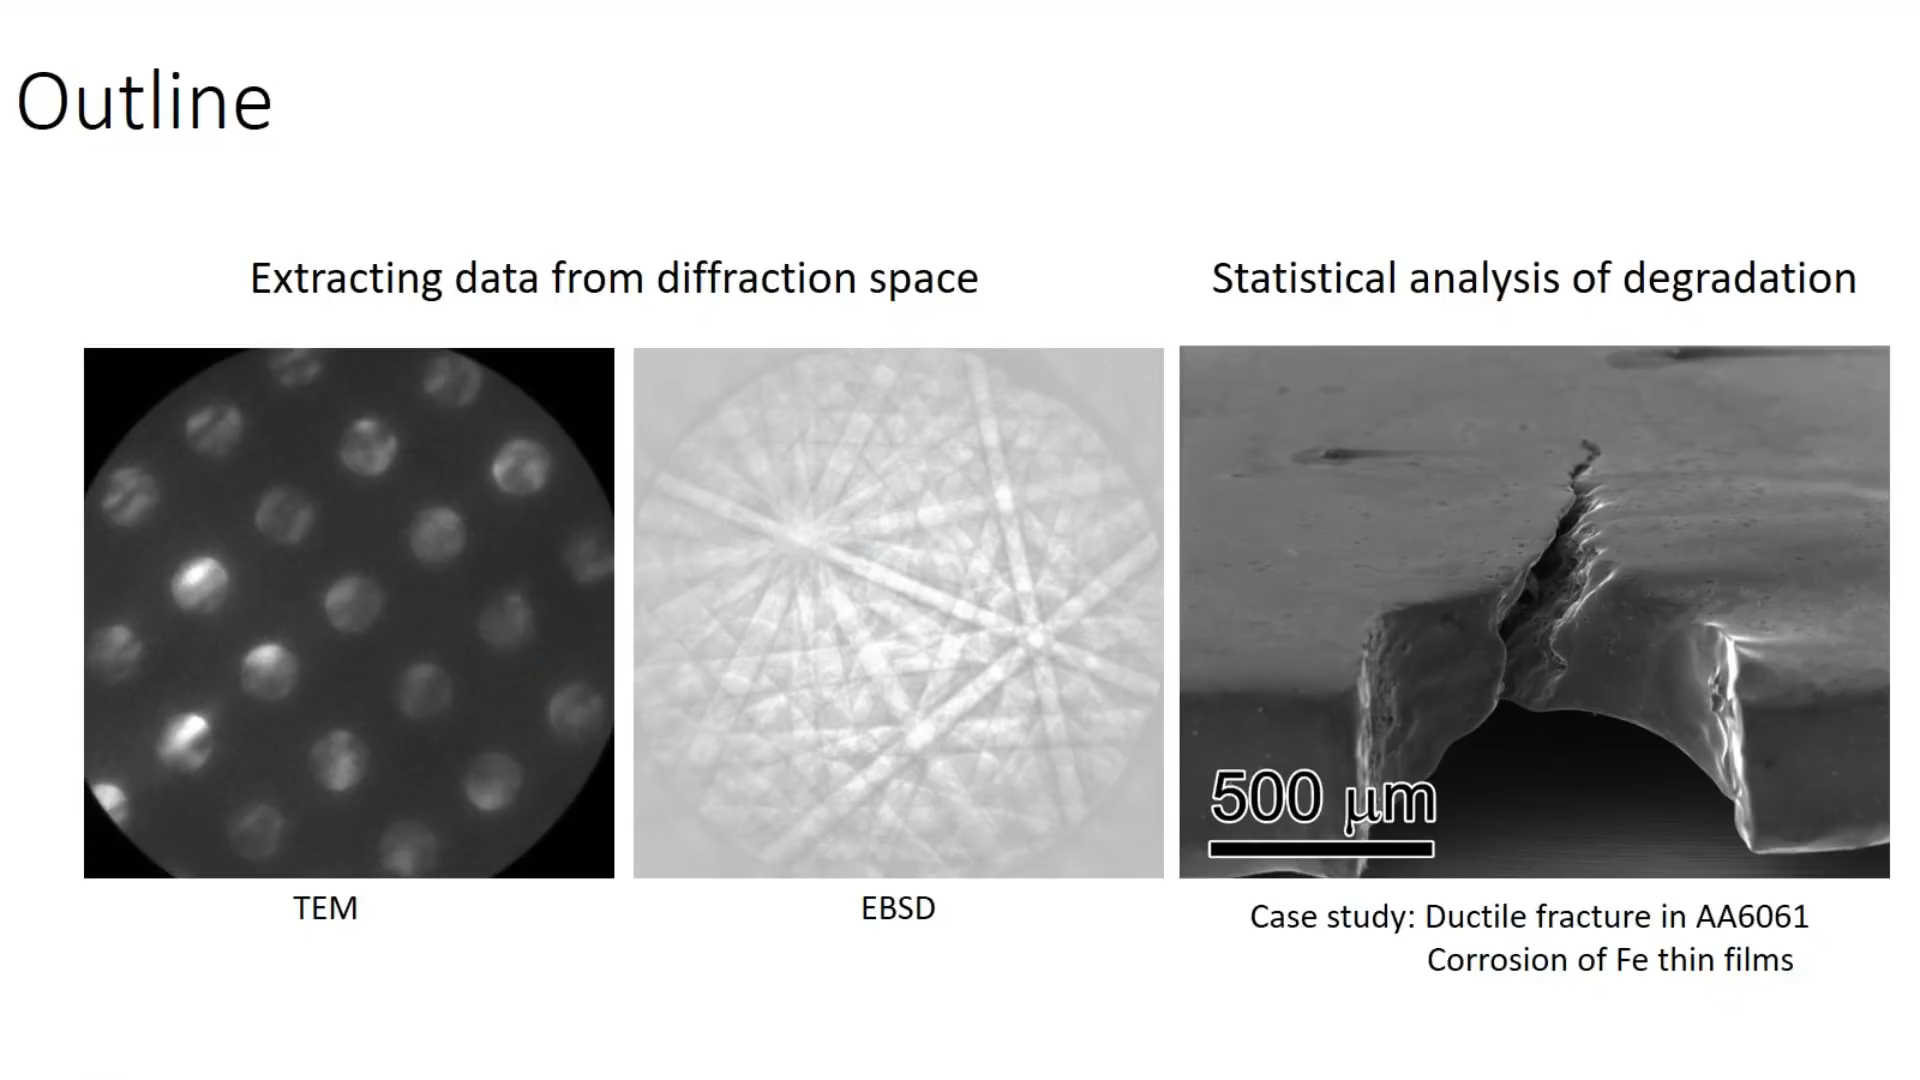 Outline
Extracting data from diffraction space
Statistical analysis of degradation
500 μm
TEM
EBSD
Case study: Ductile fracture in AA6061
Corrosion of Fe thin films